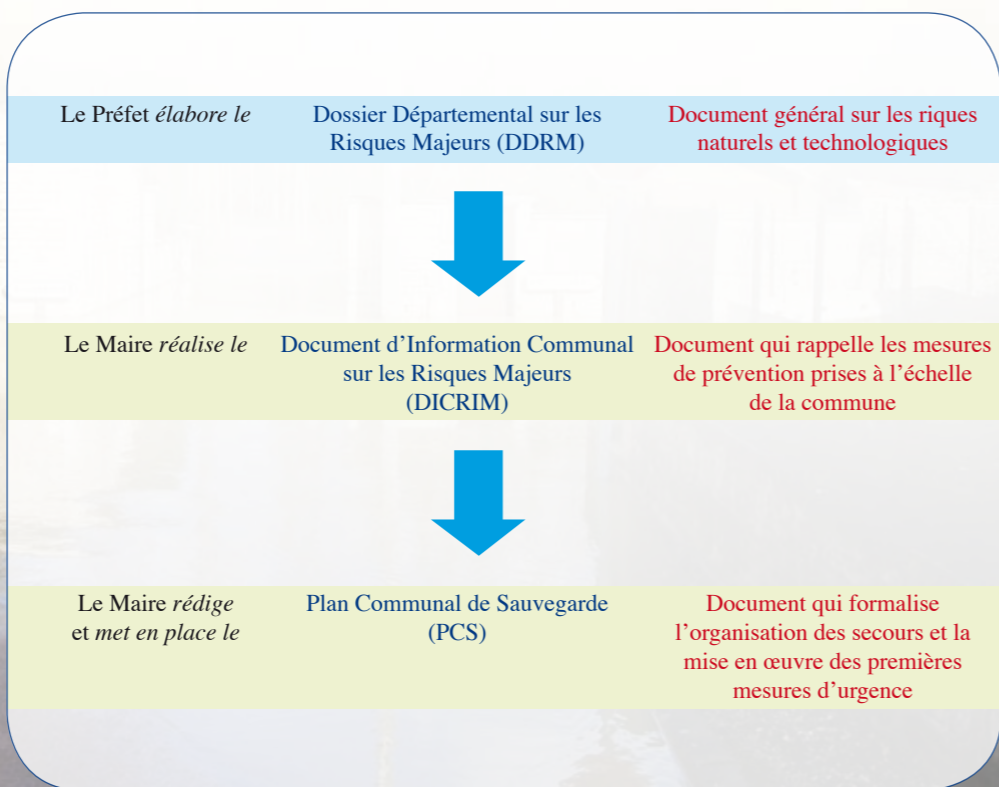 Le Préfet élabore le
Dossier Départemental sur les
Risques Majeurs (DDRM)
Document général sur les riques
naturels et technologiques
Le Maire réalise le
Document d’Information Communal
sur les Risques Majeurs
(DICRIM)
Document qui rappelle les mesures
de prévention prises à l’échelle
de la commune
Le Maire rédige
et met en place le
Plan Communal de Sauvegarde
(PCS)
Document qui formalise
l’organisation des secours et la
mise en œuvre des premières
mesures d’urgence